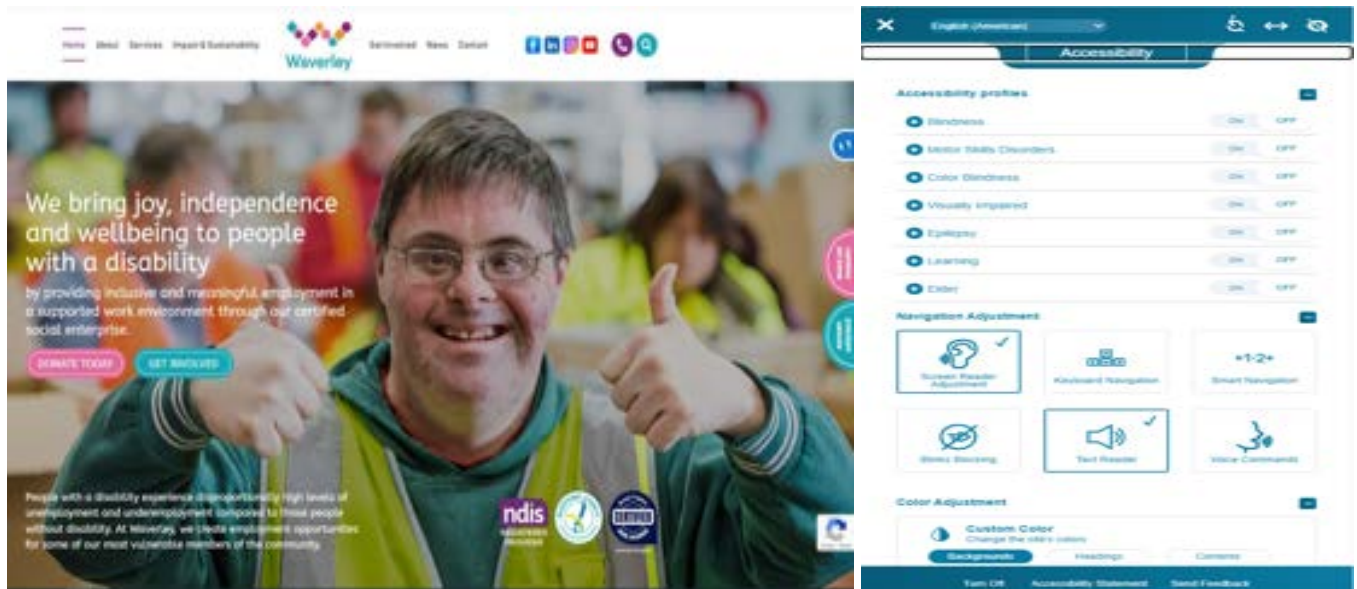 Home About Services Impact & Sustainability
Waverley
Get Involved News Contact
We bring joy, independence
and wellbeing to people
with a disability
by providing inclusive and meaningful employment in
a supported work environment through our certified
social enterprise.
DONATE TODAY GET INVOLVED
People with a disability experience disproportionally high levels of
unemployment and underemployment compared to those people
without disability. At Waverley, we create employment opportunities
for some of our most vulnerable members of the community.
ndis
REGISTERED
PROVIDER
CERTIFIED
English (American)
Accessibility
Accessibility profiles
Blindness ON OFF
Motor Skills Disorders ON OFF
Color Blindness ON OFF
Visually Impaired ON OFF
Epilepsy ON OFF
Learning ON OFF
Elder ON OFF
Navigation Adjustment
Screen Reader
Adjustment
Keyboard Navigation
+1-2+
Smart Navigation
Blinks Blocking
Text Reader
Voice Commands
Color Adjustment
Custom Color
Change the site's colors
Backgrounds Headings Contents
Turn Off Accessibility Statement Send Feedback